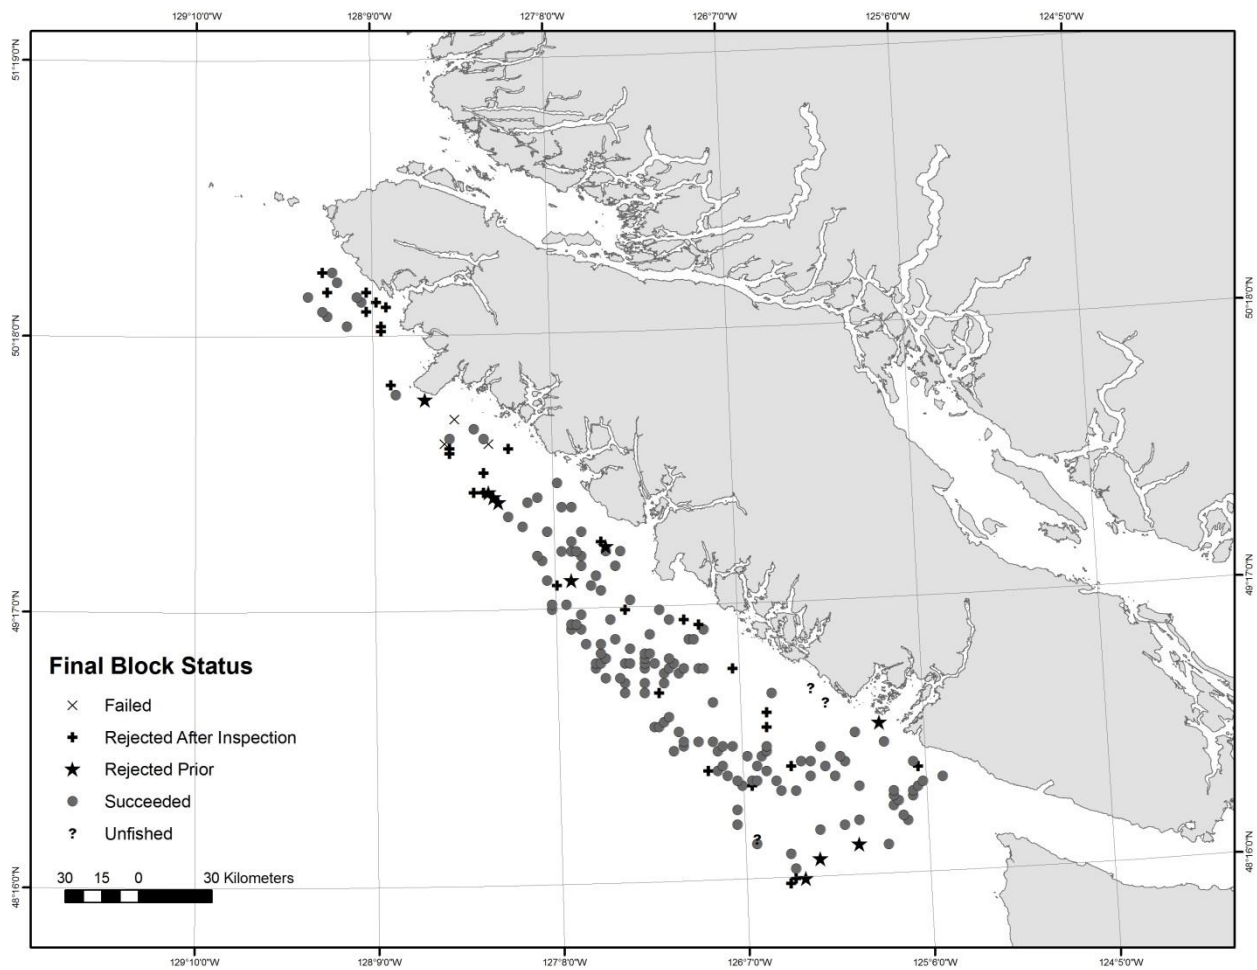 129°10'0"W 128°9'0"W 127°8'0"W 126°7'0"W 125°6'0"W 124°5'0"W
51°19'0"N
50°18'0"N 50°18'0"N
49°17'0"N 49°17'0"N
Final Block Status
Failed
Rejected After Inspection
Rejected Prior
Succeeded
? Unfished
30 15 0 30 Kilometers
48°16'0"N 48°16'0"N
129°10'0"W 128°9'0"W 127°8'0"W 126°7'0"W 125°6'0"W 124°5'0"W